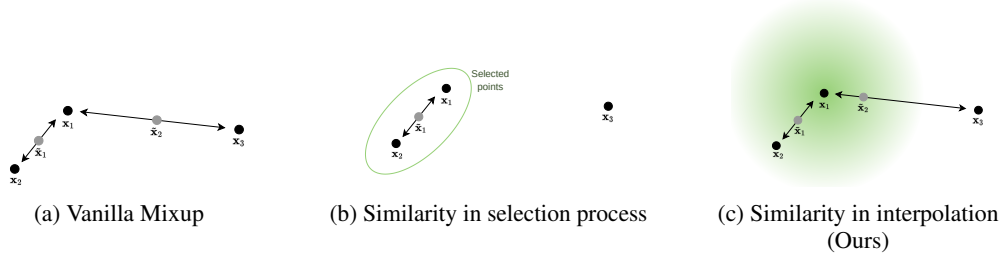 x₁
x̃₁
x₂
x̃₂
x₃
(a) Vanilla Mixup
Selected
points
x₁
x̃₁
x₂
x₃
(b) Similarity in selection process
x₁
x̃₁
x₂
x̃₂
x₃
(c) Similarity in interpolation
(Ours)